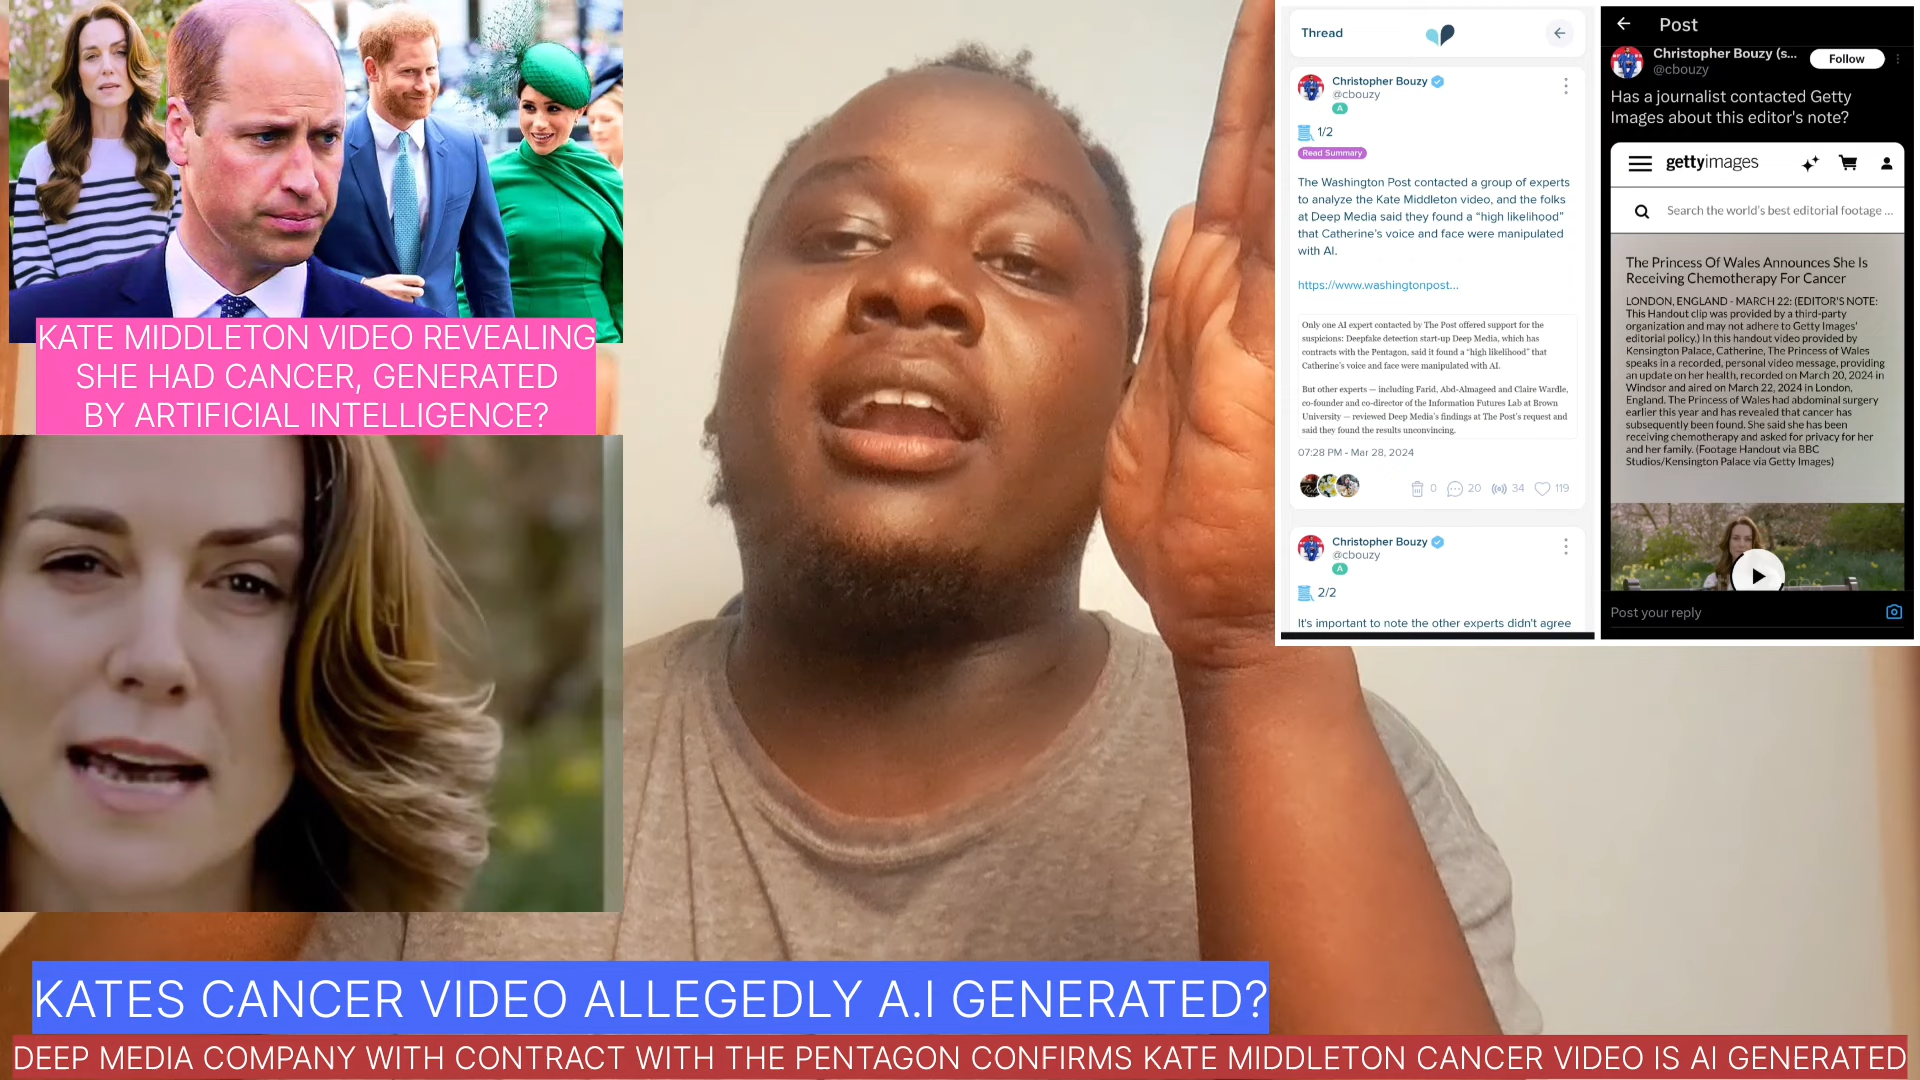 KATE MIDDLETON VIDEO REVEALING
SHE HAD CANCER, GENERATED
BY ARTIFICIAL INTELLIGENCE?
Thread
Christopher Bouzy
@cbouzy
A
1/2
Read Summary
The Washington Post contacted a group of experts
to analyze the Kate Middleton video, and the folks
at Deep Media said they found a “high likelihood”
that Catherine's voice and face were manipulated
with AI.
https://www.washingtonpost...
Only one AI expert contacted by The Post offered support for the
suspicions: Deepfake detection start-up Deep Media, which has
contracts with the Pentagon, said it found a “high likelihood” that
Catherine's voice and face were manipulated with AI.
But other experts — including Farid, Abd-Almageed and Claire Wardle,
co-founder and co-director of the Information Futures Lab at Brown
University — reviewed Deep Media's findings at The Post's request and
said they found the results unconvincing.
07:28 PM - Mar 28, 2024
0 20 34 119
Christopher Bouzy
@cbouzy
A
2/2
It's important to note the other experts didn't agree
Post
Christopher Bouzy (s...
@cbouzy
Follow
Has a journalist contacted Getty
Images about this editor's note?
gettyimages
Search the world's best editorial footage ...
The Princess Of Wales Announces She Is
Receiving Chemotherapy For Cancer
LONDON, ENGLAND - MARCH 22: (EDITOR'S NOTE:
This Handout clip was provided by a third-party
organization and may not adhere to Getty Images'
editorial policy.) In this handout video provided by
Kensington Palace, Catherine, The Princess of Wales
speaks in a recorded, personal video message, providing
an update on her health, recorded on March 20, 2024 in
Windsor and aired on March 22, 2024 in London,
England. The Princess of Wales had abdominal surgery
earlier this year and has revealed that cancer has
subsequently been found. She said she has been
receiving chemotherapy and asked for privacy for her
and her family. (Footage Handout via BBC
Studios/Kensington Palace via Getty Images)
Post your reply
KATES CANCER VIDEO ALLEGEDLY A.I GENERATED?
DEEP MEDIA COMPANY WITH CONTRACT WITH THE PENTAGON CONFIRMS KATE MIDDLETON CANCER VIDEO IS AI GENERATED